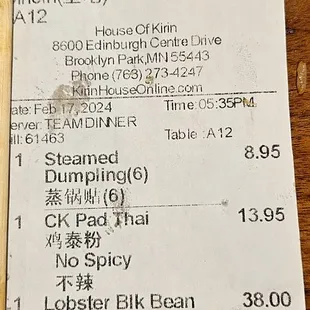 A12
House Of Kirin
8600 Edinburgh Centre Drive
Brooklyn Park,MN 55443
Phone (763) 273-4247
KirinHouseOnline.com
ate: Feb 17, 2024 Time: 05:35PM
erver: TEAM DINNER
ill: 61463 Table : A12
1 Steamed 8.95
Dumpling(6)
蒸锅贴(6)
1 CK Pad Thai 13.95
鸡泰粉
No Spicy
不辣
1 Lobster Blk Bean 38.00